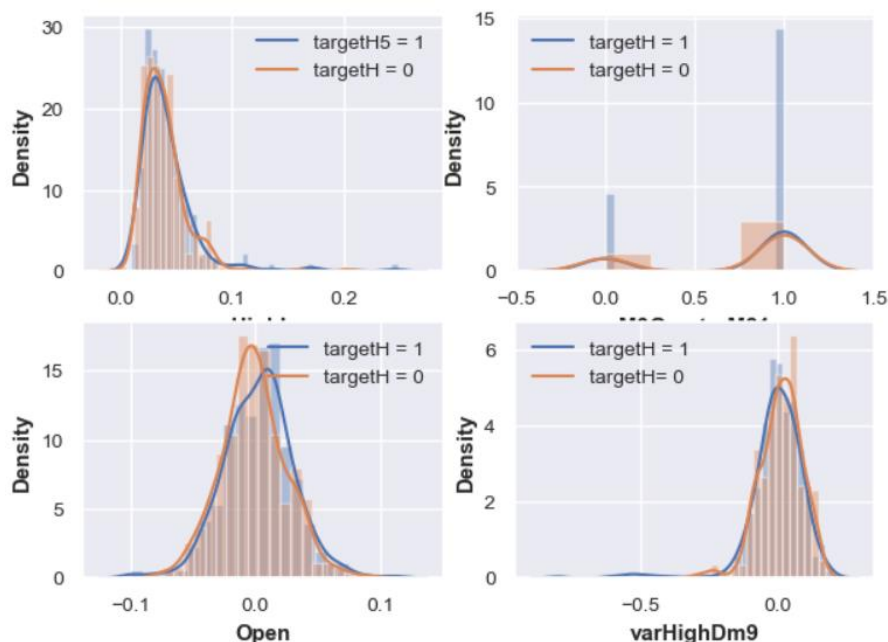 30
20
10
0
Density
targetH5 = 1
targetH = 0
0.0
0.1
0.2
15
10
5
0
Density
targetH = 1
targetH = 0
−0.5
0.0
0.5
1.0
1.5
15
10
5
0
Density
targetH = 1
targetH = 0
−0.1
0.0
0.1
Open
6
4
2
0
Density
targetH = 1
targetH= 0
−0.5
0.0
varHighDm9